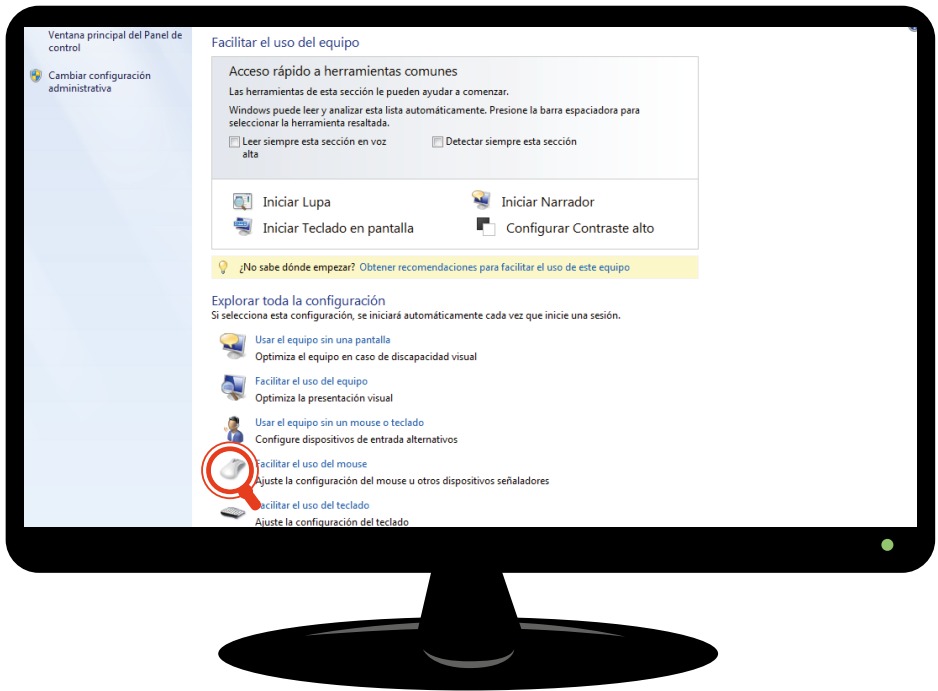 Ventana principal del Panel de
control
Cambiar configuración
administrativa
Facilitar el uso del equipo
Acceso rápido a herramientas comunes
Las herramientas de esta sección le pueden ayudar a comenzar.
Windows puede leer y analizar esta lista automáticamente. Presione la barra espaciadora para
seleccionar la herramienta resaltada.
Leer siempre esta sección en voz
alta
Detectar siempre esta sección
Iniciar Lupa
Iniciar Narrador
Iniciar Teclado en pantalla
Configurar Contraste alto
¿No sabe dónde empezar? Obtener recomendaciones para facilitar el uso de este equipo
Explorar toda la configuración
Si selecciona esta configuración, se iniciará automáticamente cada vez que inicie una sesión.
Usar el equipo sin una pantalla
Optimiza el equipo en caso de discapacidad visual
Facilitar el uso del equipo
Optimiza la presentación visual
Usar el equipo sin un mouse o teclado
Configure dispositivos de entrada alternativos
Facilitar el uso del mouse
Ajuste la configuración del mouse u otros dispositivos señaladores
Facilitar el uso del teclado
Ajuste la configuración del teclado